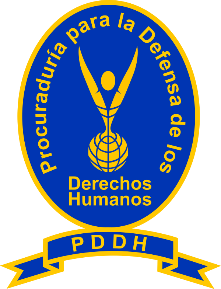 Procuraduría para la Defensa de los
Derechos
Humanos
PDDH